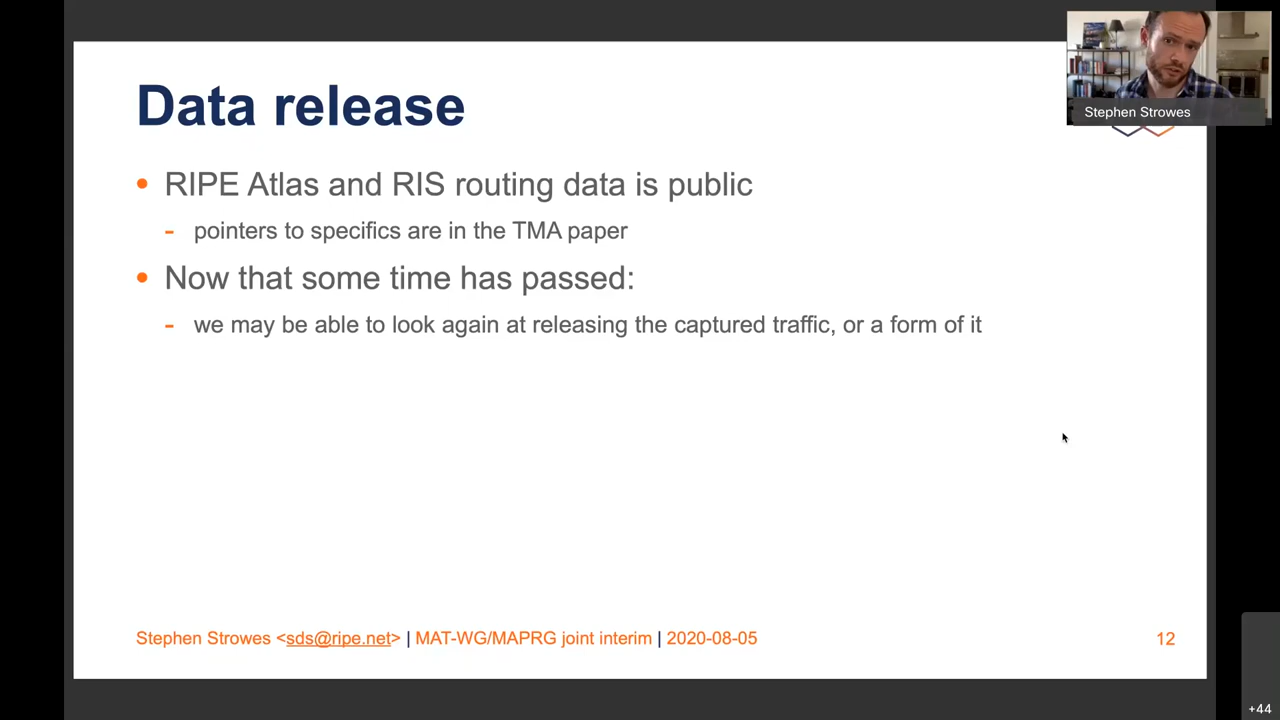 Data release
Stephen Strowes
• RIPE Atlas and RIS routing data is public
- pointers to specifics are in the TMA paper
• Now that some time has passed:
- we may be able to look again at releasing the captured traffic, or a form of it
Stephen Strowes <sds@ripe.net> | MAT-WG/MAPRG joint interim | 2020-08-05
12
+44